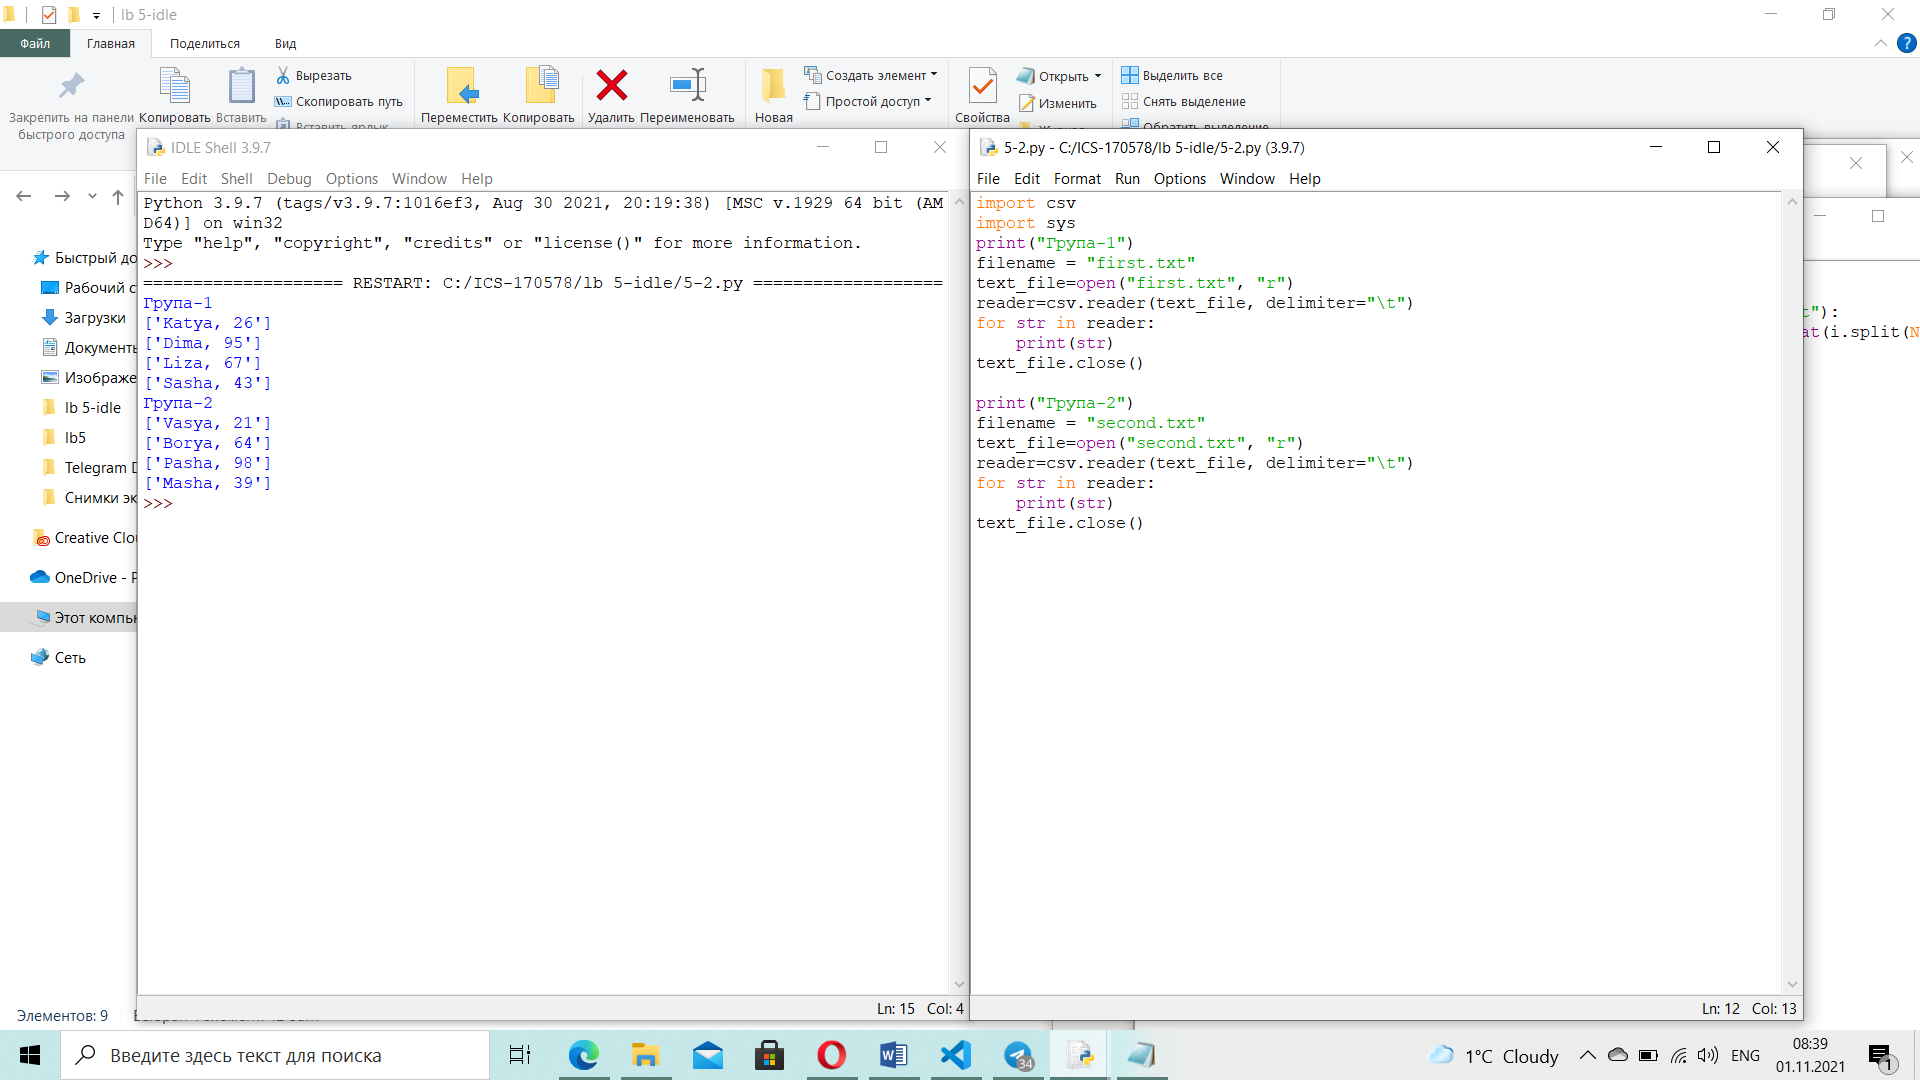 lb 5-idle
Файл Главная Поделиться Вид
Закрепить на панели быстрого доступа
Копировать
Вставить
Вырезать
Скопировать путь
Вставить ярлык
Переместить
Копировать
Удалить
Переименовать
Новая
Создать элемент
Простой доступ
Свойства
Открыть
Изменить
Выделить все
Снять выделение
Обратить выделение
IDLE Shell 3.9.7
File Edit Shell Debug Options Window Help
Python 3.9.7 (tags/v3.9.7:1016ef3, Aug 30 2021, 20:19:38) [MSC v.1929 64 bit (AM
D64)] on win32
Type "help", "copyright", "credits" or "license()" for more information.
>>>
==================== RESTART: C:/ICS-170578/lb 5-idle/5-2.py ===================
Група-1
['Katya, 26']
['Dima, 95']
['Liza, 67']
['Sasha, 43']
Група-2
['Vasya, 21']
['Borya, 64']
['Pasha, 98']
['Masha, 39']
>>>
Ln: 15 Col: 4
5-2.py - C:/ICS-170578/lb 5-idle/5-2.py (3.9.7)
File Edit Format Run Options Window Help
import csv
import sys
print("Група-1")
filename = "first.txt"
text_file=open("first.txt", "r")
reader=csv.reader(text_file, delimiter="\t")
for str in reader:
    print(str)
text_file.close()

print("Група-2")
filename = "second.txt"
text_file=open("second.txt", "r")
reader=csv.reader(text_file, delimiter="\t")
for str in reader:
    print(str)
text_file.close()
Ln: 12 Col: 13
t"):
at(i.split(N
Быстрый до
Рабочий с
Загрузки
Документы
Изображе
lb 5-idle
lb5
Telegram D
Снимки эк
Creative Clo
OneDrive - P
Этот компь
Сеть
Элементов: 9
Введите здесь текст для поиска
34
1°C Cloudy
ENG
08:39
01.11.2021
1